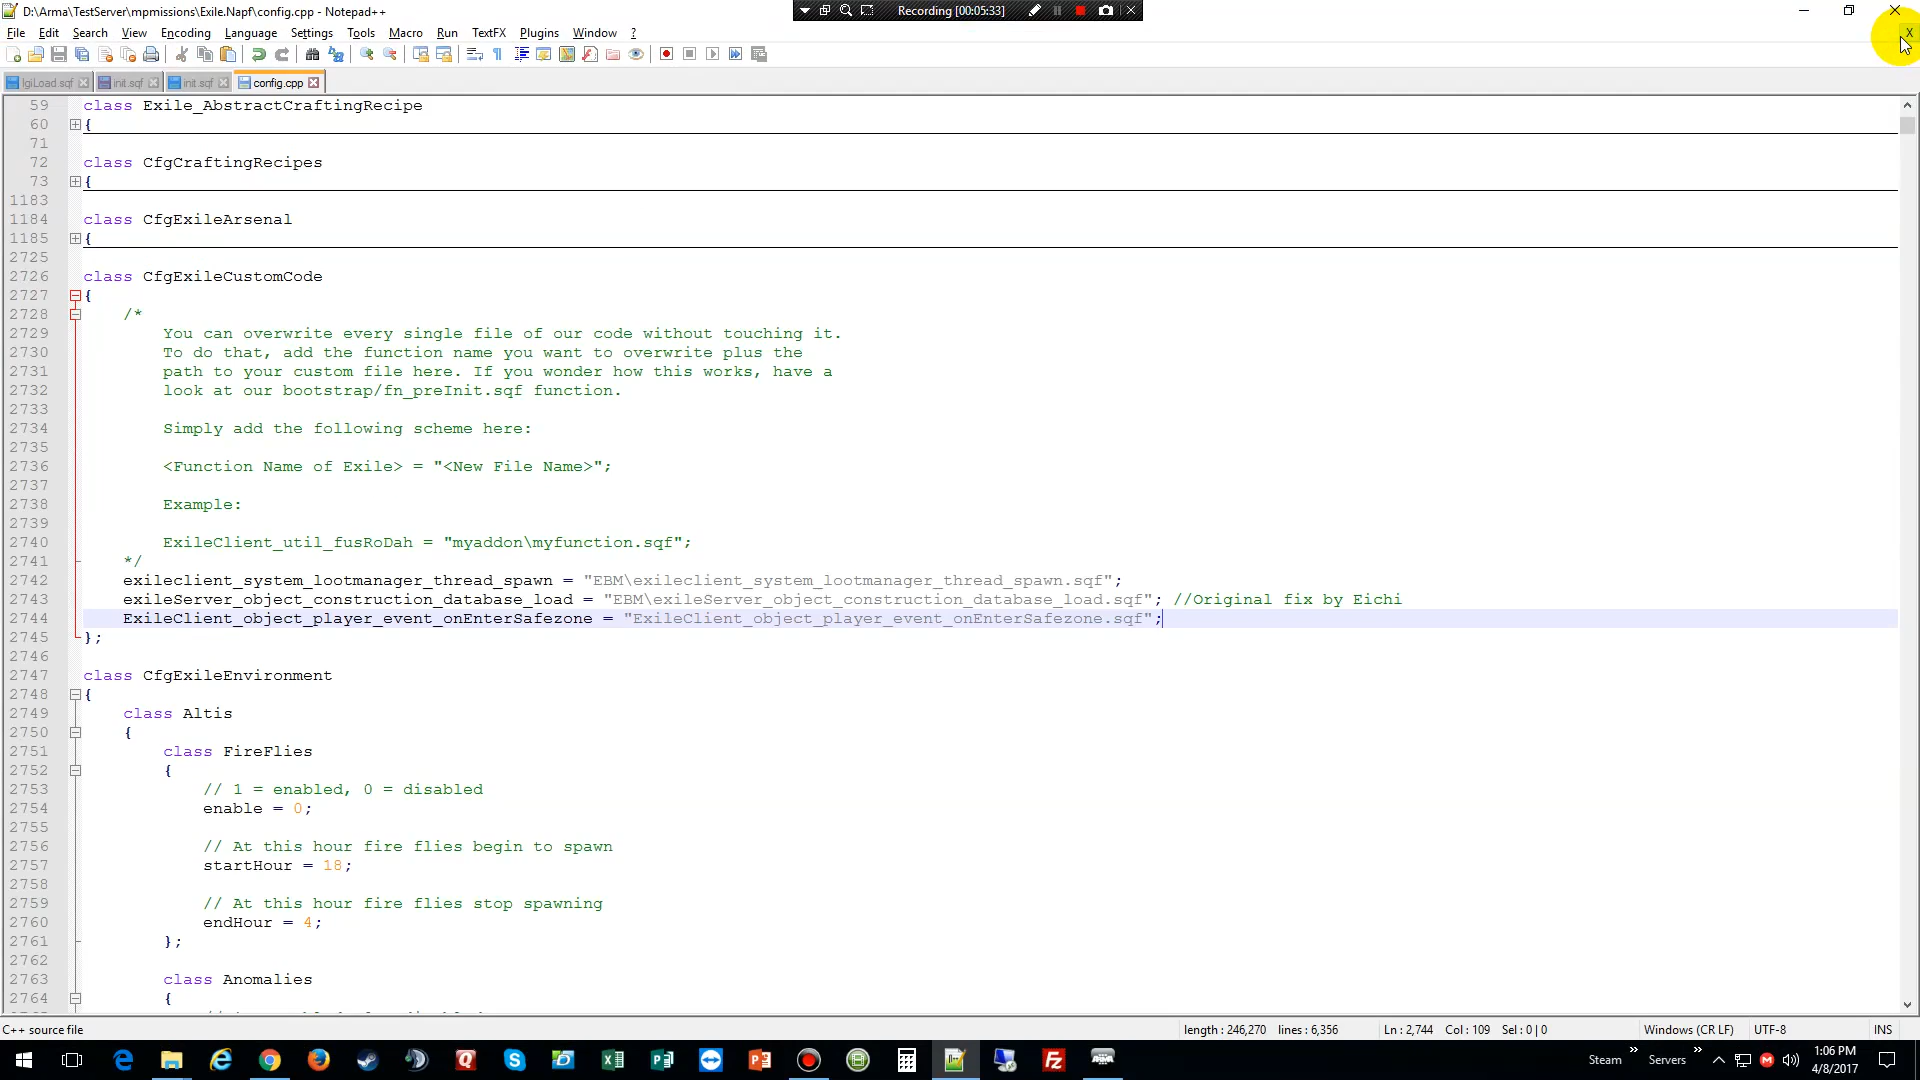 D:\Arma\TestServer\mpmissions\Exile.Napf\config.cpp - Notepad++
Recording [00:05:33]
File Edit Search View Encoding Language Settings Tools Macro Run TextFX Plugins Window ?
X
lgiLoad.sqf init.sqf init.sqf config.cpp
59 class Exile_AbstractCraftingRecipe
60 {
71
72 class CfgCraftingRecipes
73 {
1183
1184 class CfgExileArsenal
1185 {
2725
2726 class CfgExileCustomCode
2727 {
2728 /*
2729 You can overwrite every single file of our code without touching it.
2730 To do that, add the function name you want to overwrite plus the
2731 path to your custom file here. If you wonder how this works, have a
2732 look at our bootstrap/fn_preInit.sqf function.
2733
2734 Simply add the following scheme here:
2735
2736 <Function Name of Exile> = "<New File Name>";
2737
2738 Example:
2739
2740 ExileClient_util_fusRoDah = "myaddon\myfunction.sqf";
2741 */
2742 exileclient_system_lootmanager_thread_spawn = "EBM\exileclient_system_lootmanager_thread_spawn.sqf";
2743 exileServer_object_construction_database_load = "EBM\exileServer_object_construction_database_load.sqf"; //Original fix by Eichi
2744 ExileClient_object_player_event_onEnterSafezone = "ExileClient_object_player_event_onEnterSafezone.sqf";
2745 };
2746
2747 class CfgExileEnvironment
2748 {
2749 class Altis
2750 {
2751 class FireFlies
2752 {
2753 // 1 = enabled, 0 = disabled
2754 enable = 0;
2755
2756 // At this hour fire flies begin to spawn
2757 startHour = 18;
2758
2759 // At this hour fire flies stop spawning
2760 endHour = 4;
2761 };
2762
2763 class Anomalies
2764 {
C++ source file length : 246,270 lines : 6,356 Ln : 2,744 Col : 109 Sel : 0 | 0 Windows (CR LF) UTF-8 INS
Steam Servers 1:06 PM
4/8/2017